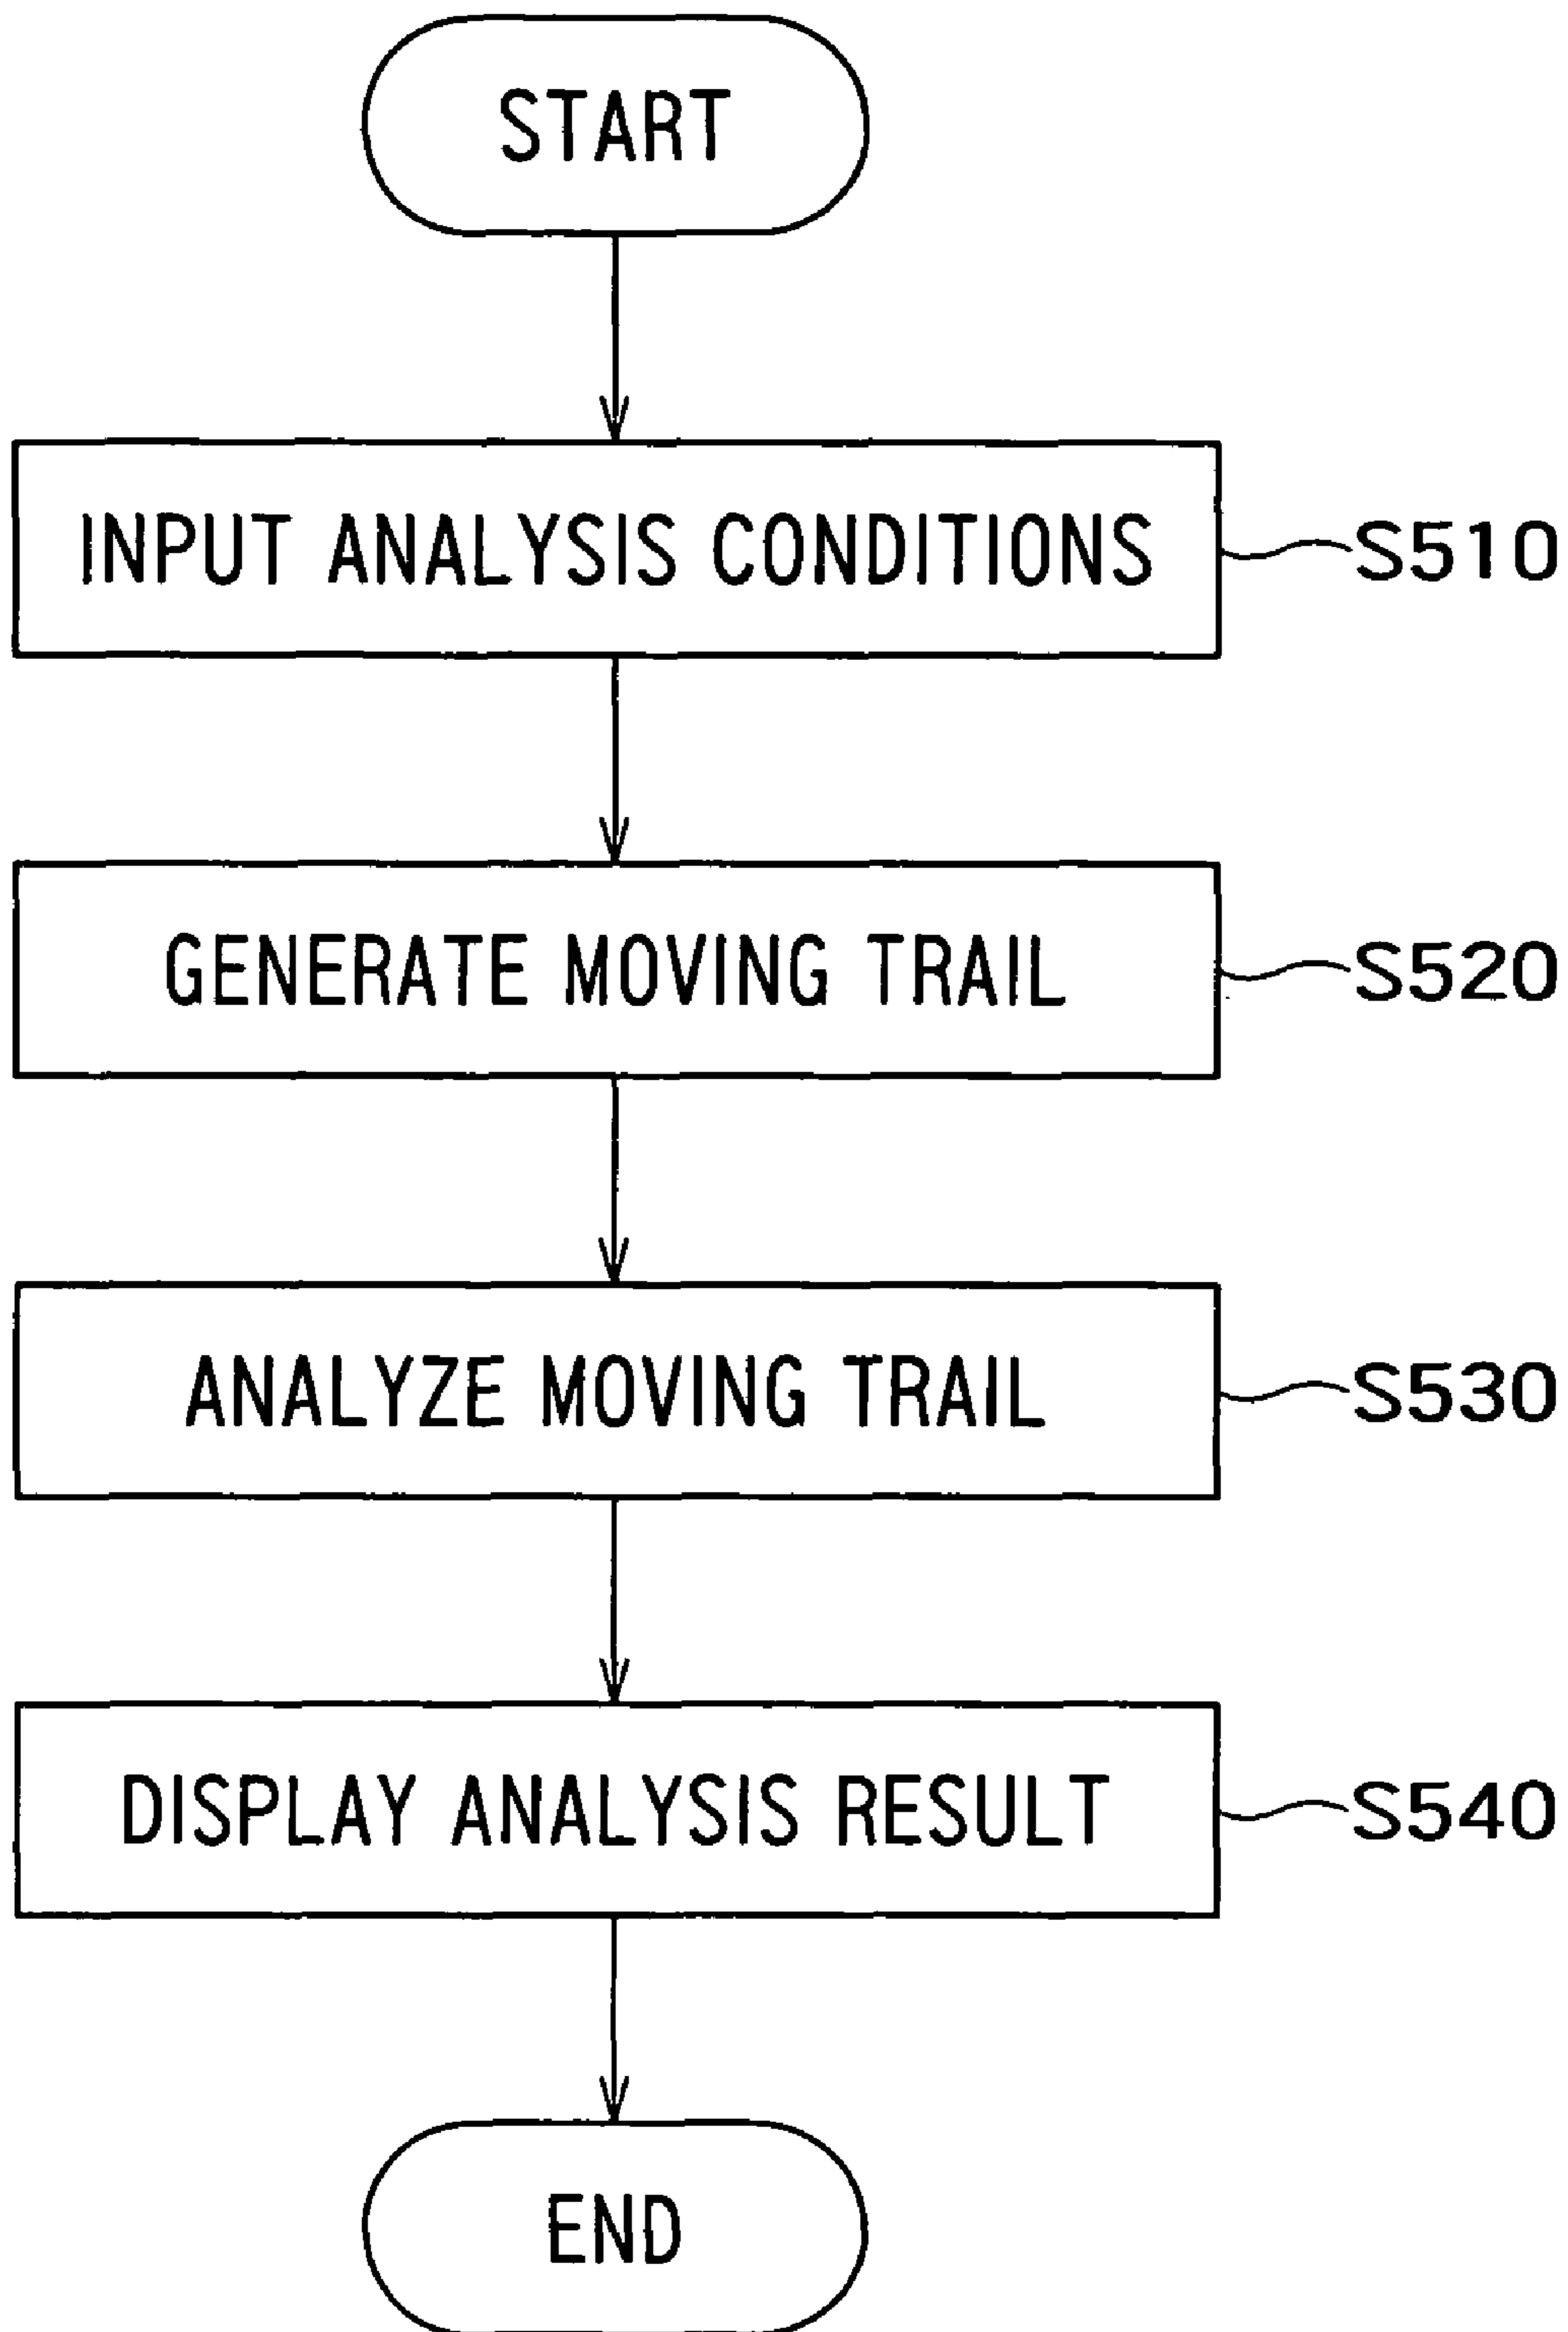 START
INPUT ANALYSIS CONDITIONS
S510
GENERATE MOVING TRAIL
S520
ANALYZE MOVING TRAIL
S530
DISPLAY ANALYSIS RESULT
S540
END